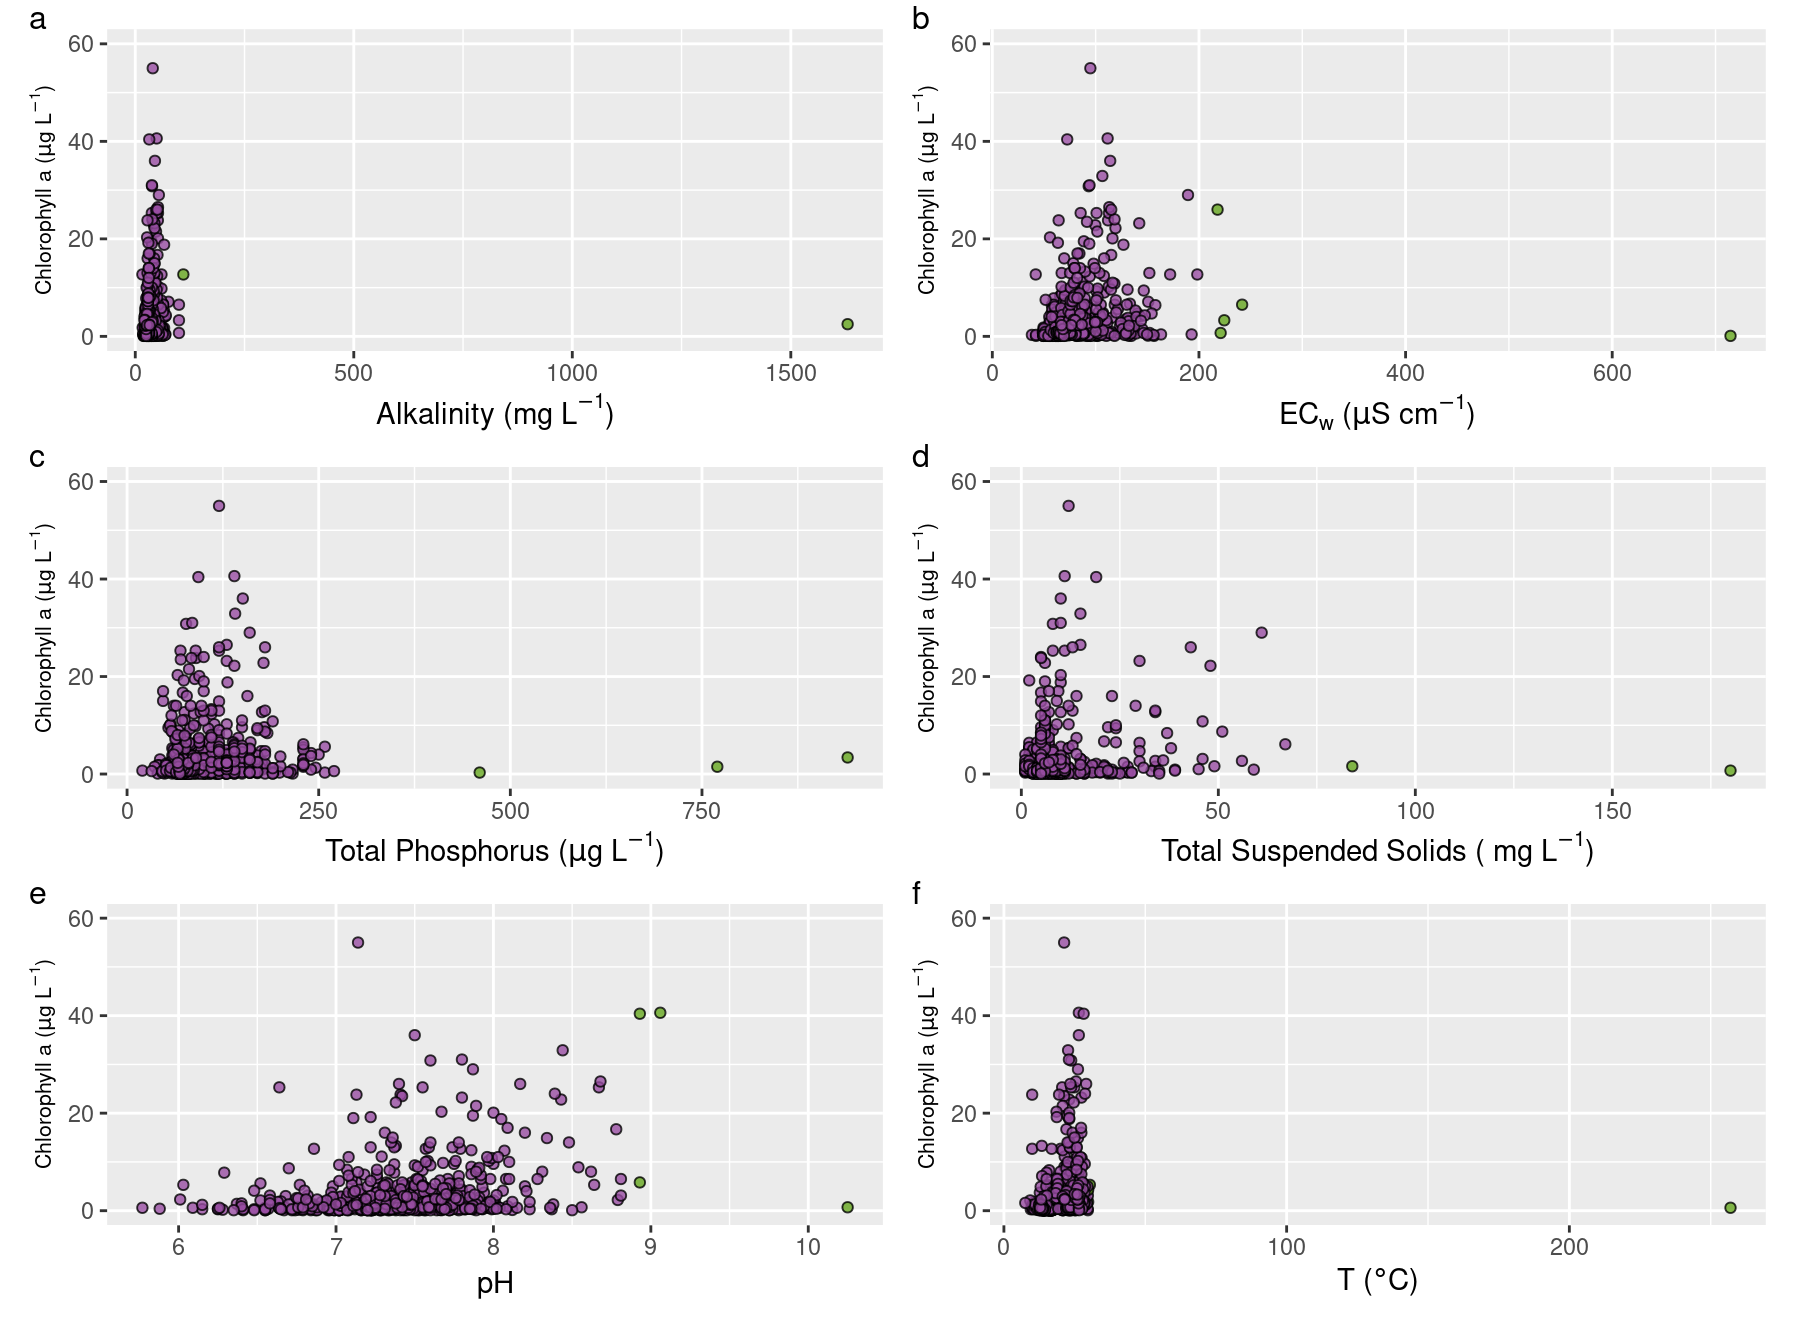 a
60
40
20
0
Chlorophyll a (µg L⁻¹)
0 500 1000 1500
Alkalinity (mg L⁻¹)
b
60
40
20
0
Chlorophyll a (µg L⁻¹)
0 200 400 600
EC_w (µS cm⁻¹)
c
60
40
20
0
Chlorophyll a (µg L⁻¹)
0 250 500 750
Total Phosphorus (µg L⁻¹)
d
60
40
20
0
Chlorophyll a (µg L⁻¹)
0 50 100 150
Total Suspended Solids ( mg L⁻¹)
e
60
40
20
0
Chlorophyll a (µg L⁻¹)
6 7 8 9 10
pH
f
60
40
20
0
Chlorophyll a (µg L⁻¹)
0 100 200
T (°C)